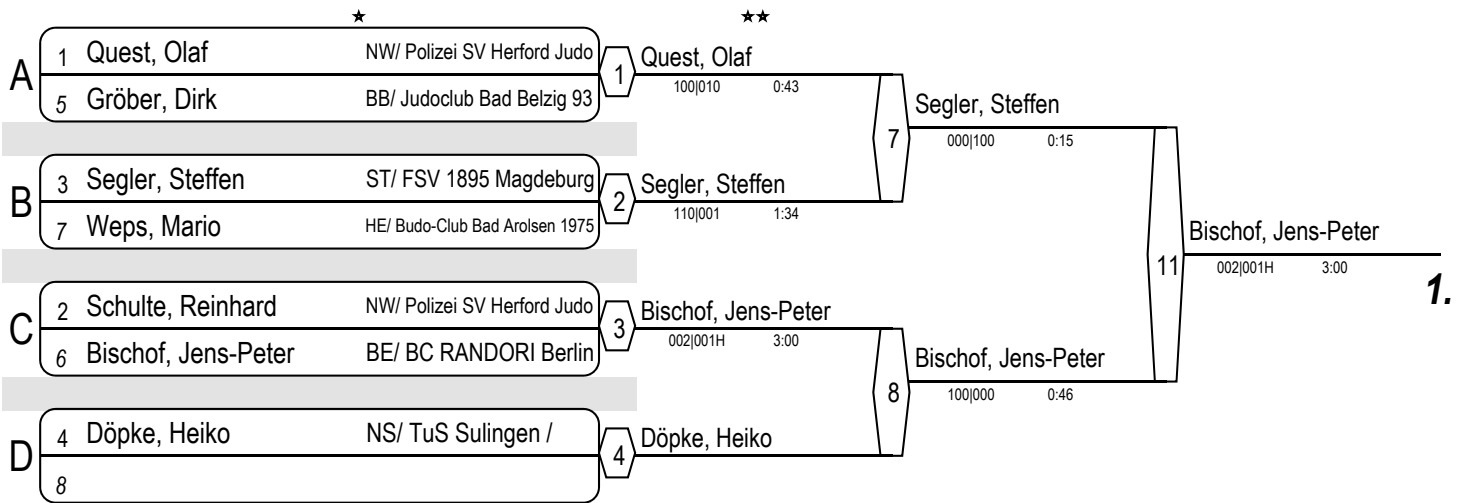 ★ ★★
A
1 Quest, Olaf NW/ Polizei SV Herford Judo
5 Gröber, Dirk BB/ Judoclub Bad Belzig 93
1
Quest, Olaf
100|010 0:43
B
3 Segler, Steffen ST/ FSV 1895 Magdeburg
7 Weps, Mario HE/ Budo-Club Bad Arolsen 1975
2
Segler, Steffen
110|001 1:34
7
Segler, Steffen
000|100 0:15
C
2 Schulte, Reinhard NW/ Polizei SV Herford Judo
6 Bischof, Jens-Peter BE/ BC RANDORI Berlin
3
Bischof, Jens-Peter
002|001H 3:00
D
4 Döpke, Heiko NS/ TuS Sulingen /
8
4
Döpke, Heiko
8
Bischof, Jens-Peter
100|000 0:46
11
Bischof, Jens-Peter
002|001H 3:00
1.